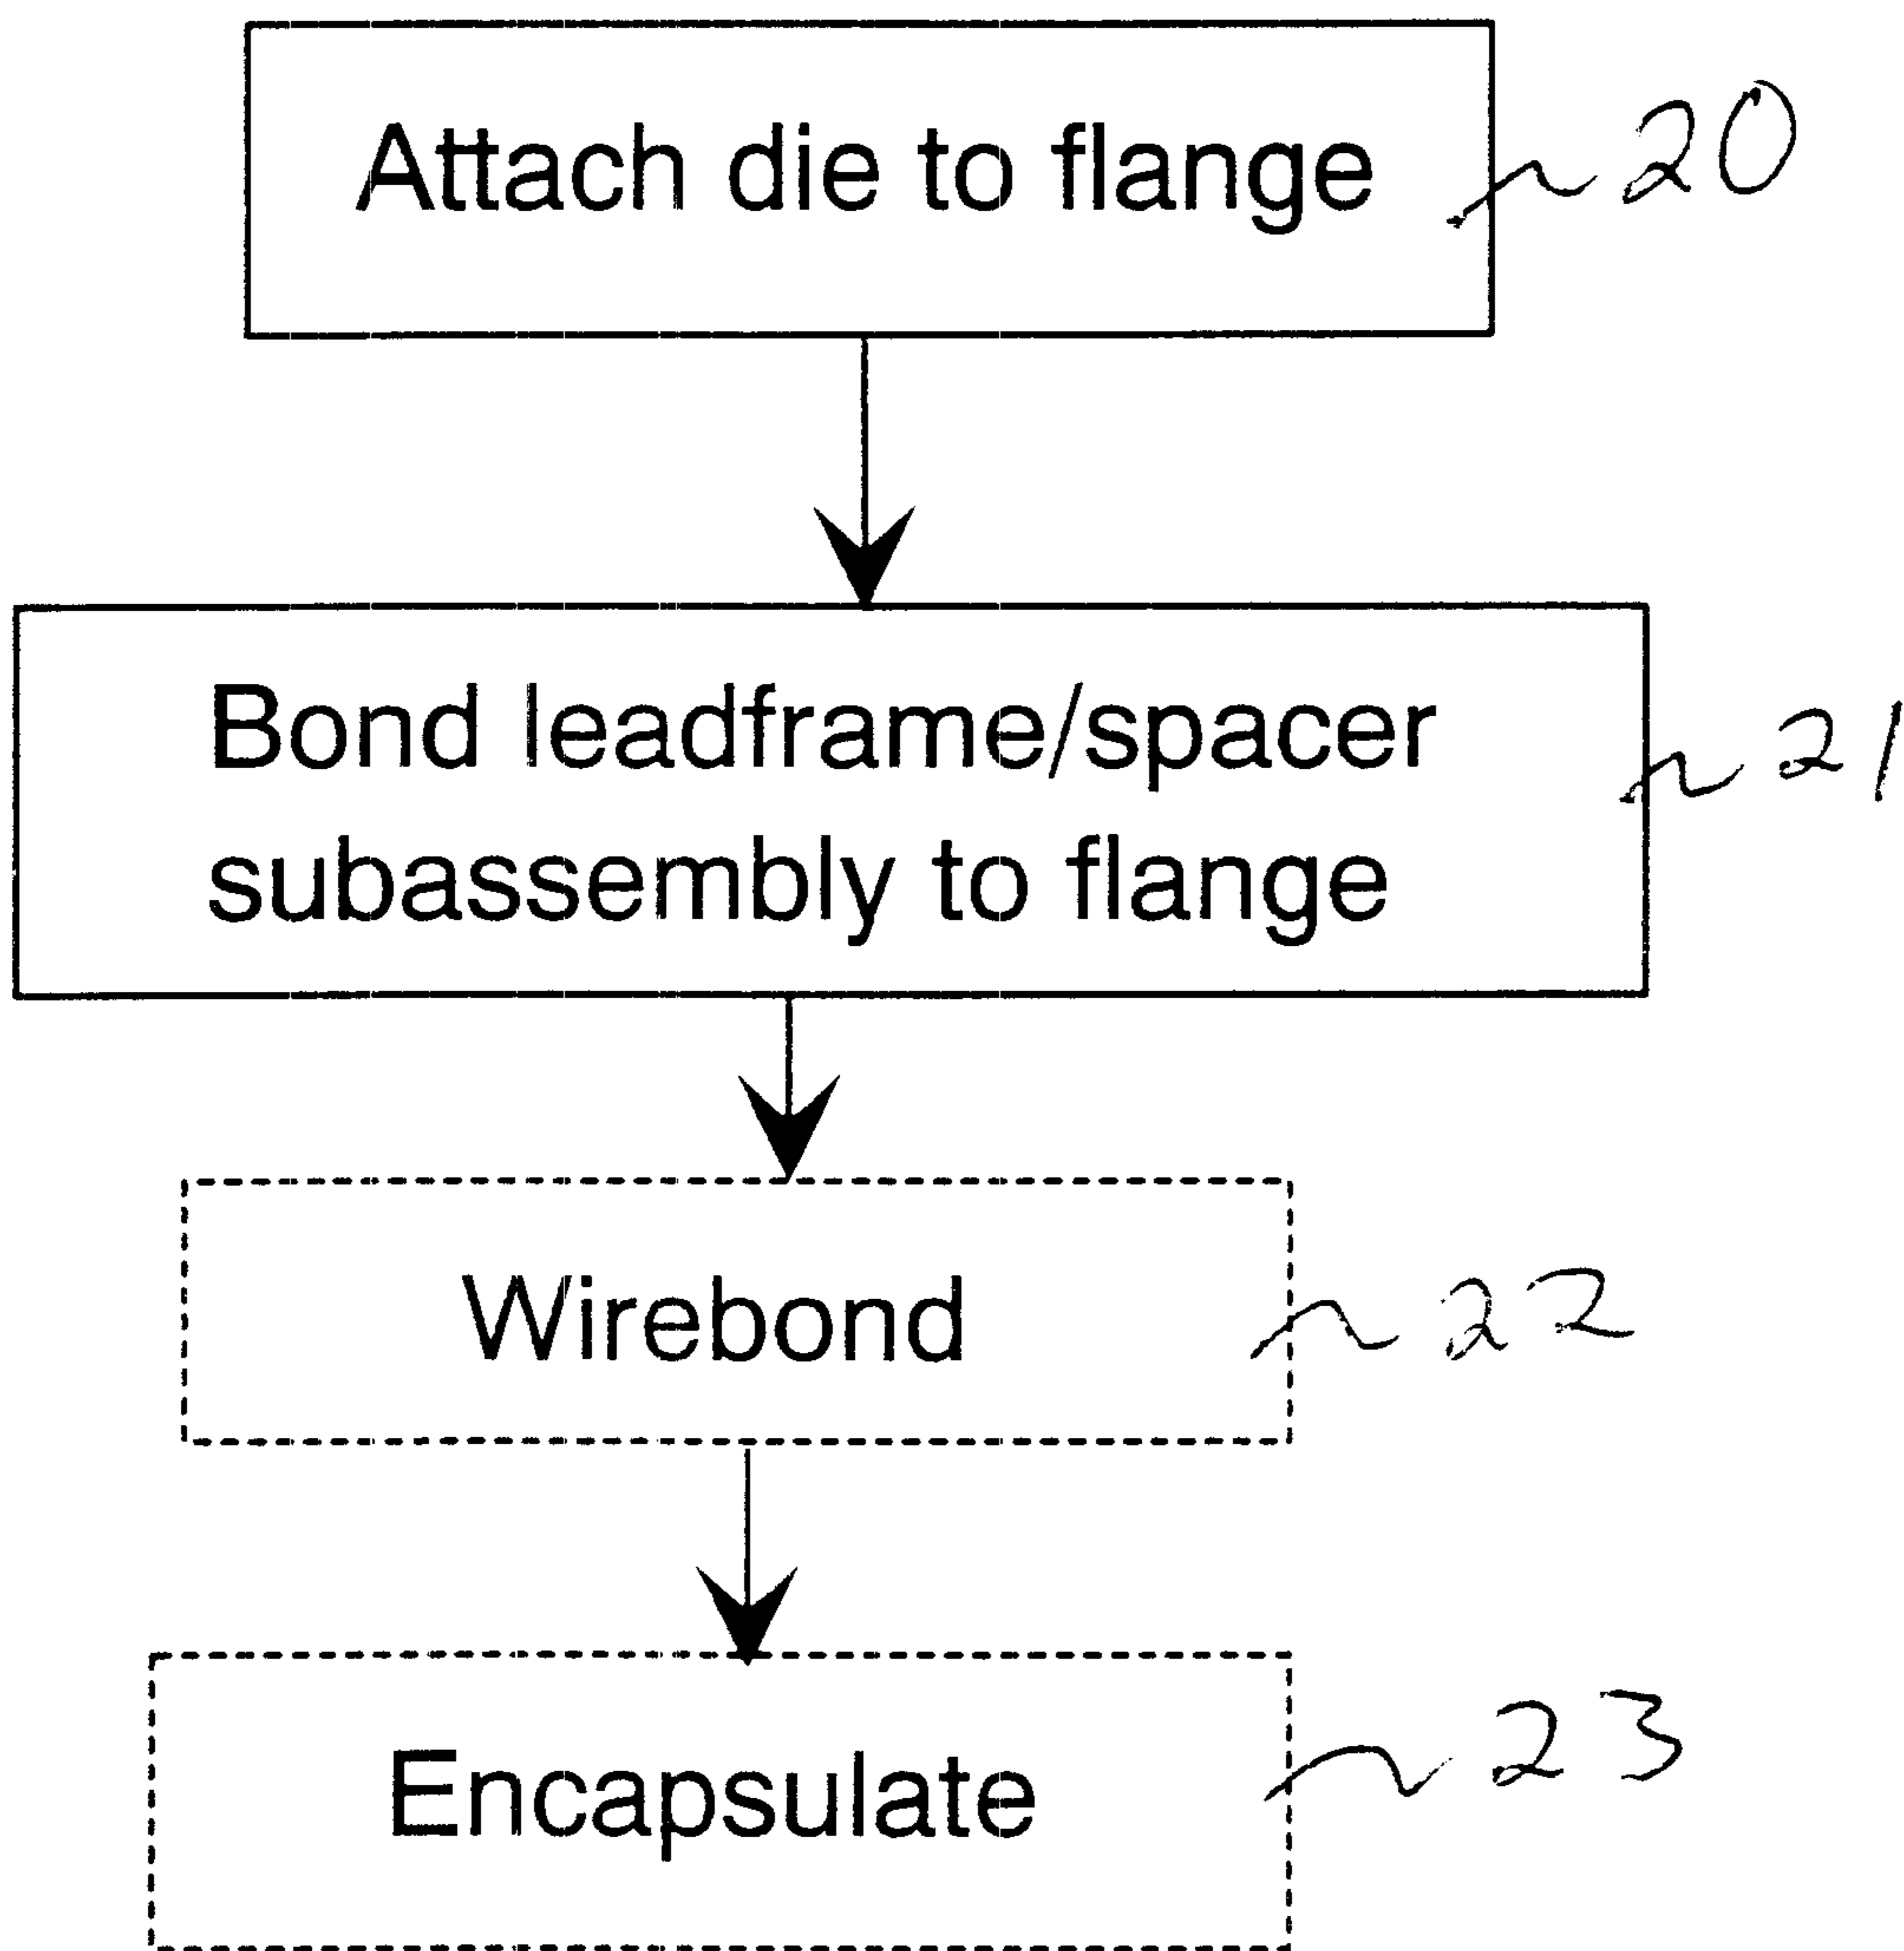 Attach die to flange 20
Bond leadframe/spacer
subassembly to flange 21
Wirebond 22
Encapsulate 23